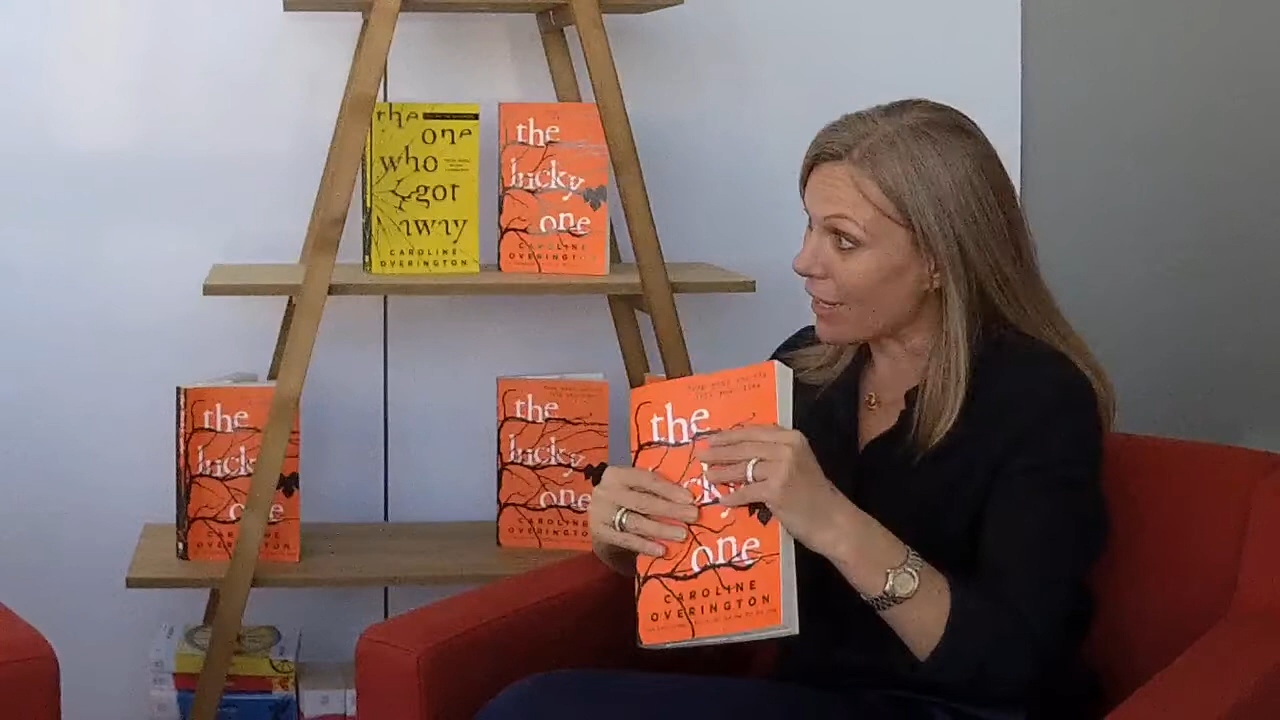 the
one
who
got
away
CAROLINE
OVERINGTON
the
lucky
one
CAROLINE
OVERINGTON
the
lucky
one
CAROLINE
OVERINGTON
the
lucky
one
CAROLINE
OVERINGTON
the
lucky
one
CAROLINE
OVERINGTON